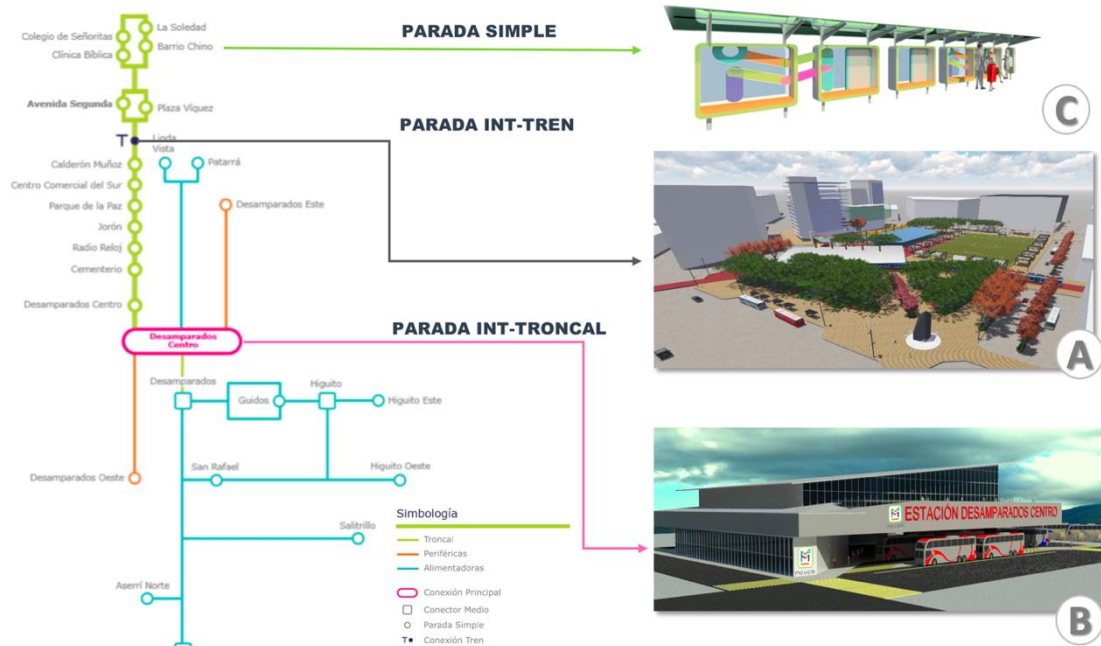 La Soledad
Colegio de Señoritas
Barrio Chino
Clínica Bíblica
PARADA SIMPLE
C
Avenida Segunda
Plaza Víquez
PARADA INT-TREN
T
Linda
Vista
Patarrá
Calderón Muñoz
Centro Comercial del Sur
Parque de la Paz
Desamparados Este
Jorón
Radio Reloj
Cementerio
Desamparados Centro
A
PARADA INT-TRONCAL
Desamparados
Centro
Desamparados
Guidos
Higuito
Higuito Este
San Rafael
Higuito Oeste
Desamparados Oeste
Salitrillo
Aserrí Norte
Simbología
Troncal
Periféricas
Alimentadoras
Conexión Principal
Conector Medio
Parada Simple
T
Conexión Tren
ESTACIÓN DESAMPARADOS CENTRO
B